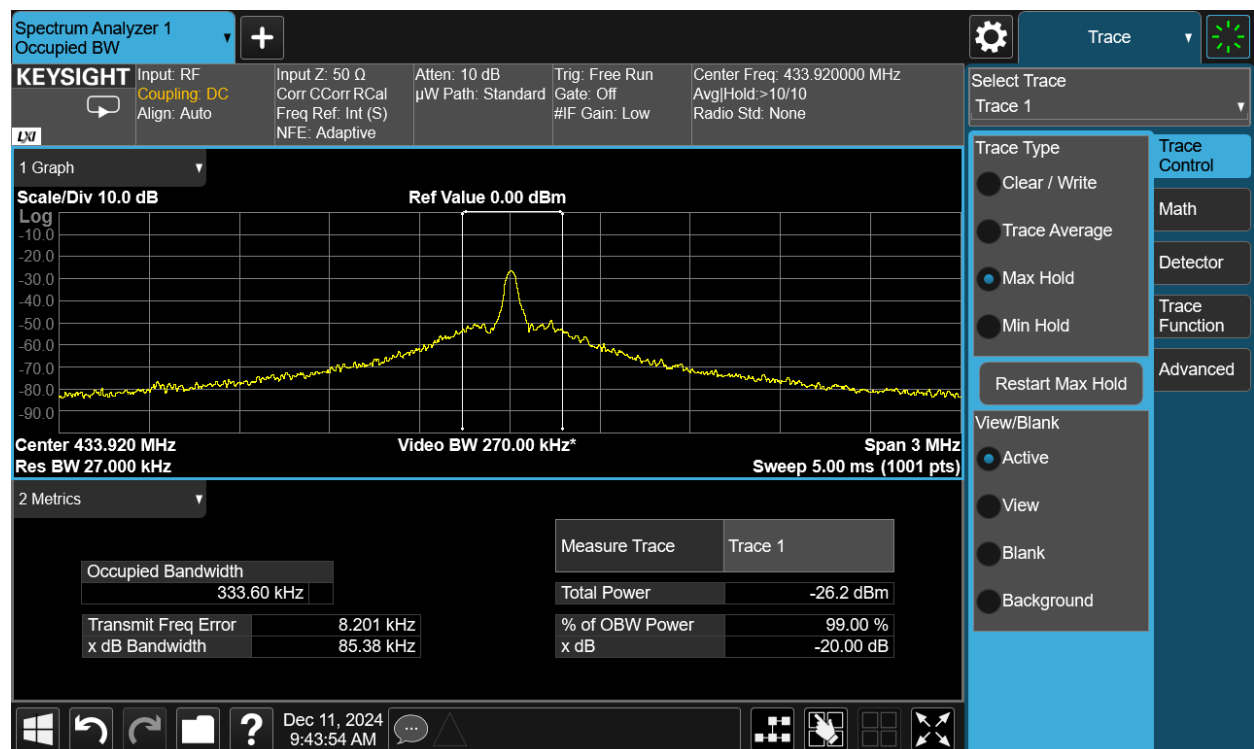 Spectrum Analyzer 1
Occupied BW
Trace
KEYSIGHT
LXI
Input: RF
Coupling: DC
Align: Auto
Input Z: 50 Ω
Corr CCorr RCal
Freq Ref: Int (S)
NFE: Adaptive
Atten: 10 dB
µW Path: Standard
Trig: Free Run
Gate: Off
#IF Gain: Low
Center Freq: 433.920000 MHz
Avg|Hold:>10/10
Radio Std: None
1 Graph
Scale/Div 10.0 dB
Ref Value 0.00 dBm
Log
-10.0
-20.0
-30.0
-40.0
-50.0
-60.0
-70.0
-80.0
-90.0
Center 433.920 MHz
Video BW 270.00 kHz*
Span 3 MHz
Res BW 27.000 kHz
Sweep 5.00 ms (1001 pts)
2 Metrics
Measure Trace
Trace 1
Occupied Bandwidth
333.60 kHz
Total Power
-26.2 dBm
Transmit Freq Error
8.201 kHz
% of OBW Power
99.00 %
x dB Bandwidth
85.38 kHz
x dB
-20.00 dB
Select Trace
Trace 1
Trace Type
Clear / Write
Trace Average
Max Hold
Min Hold
Restart Max Hold
View/Blank
Active
View
Blank
Background
Trace
Control
Math
Detector
Trace
Function
Advanced
?
Dec 11, 2024
9:43:54 AM